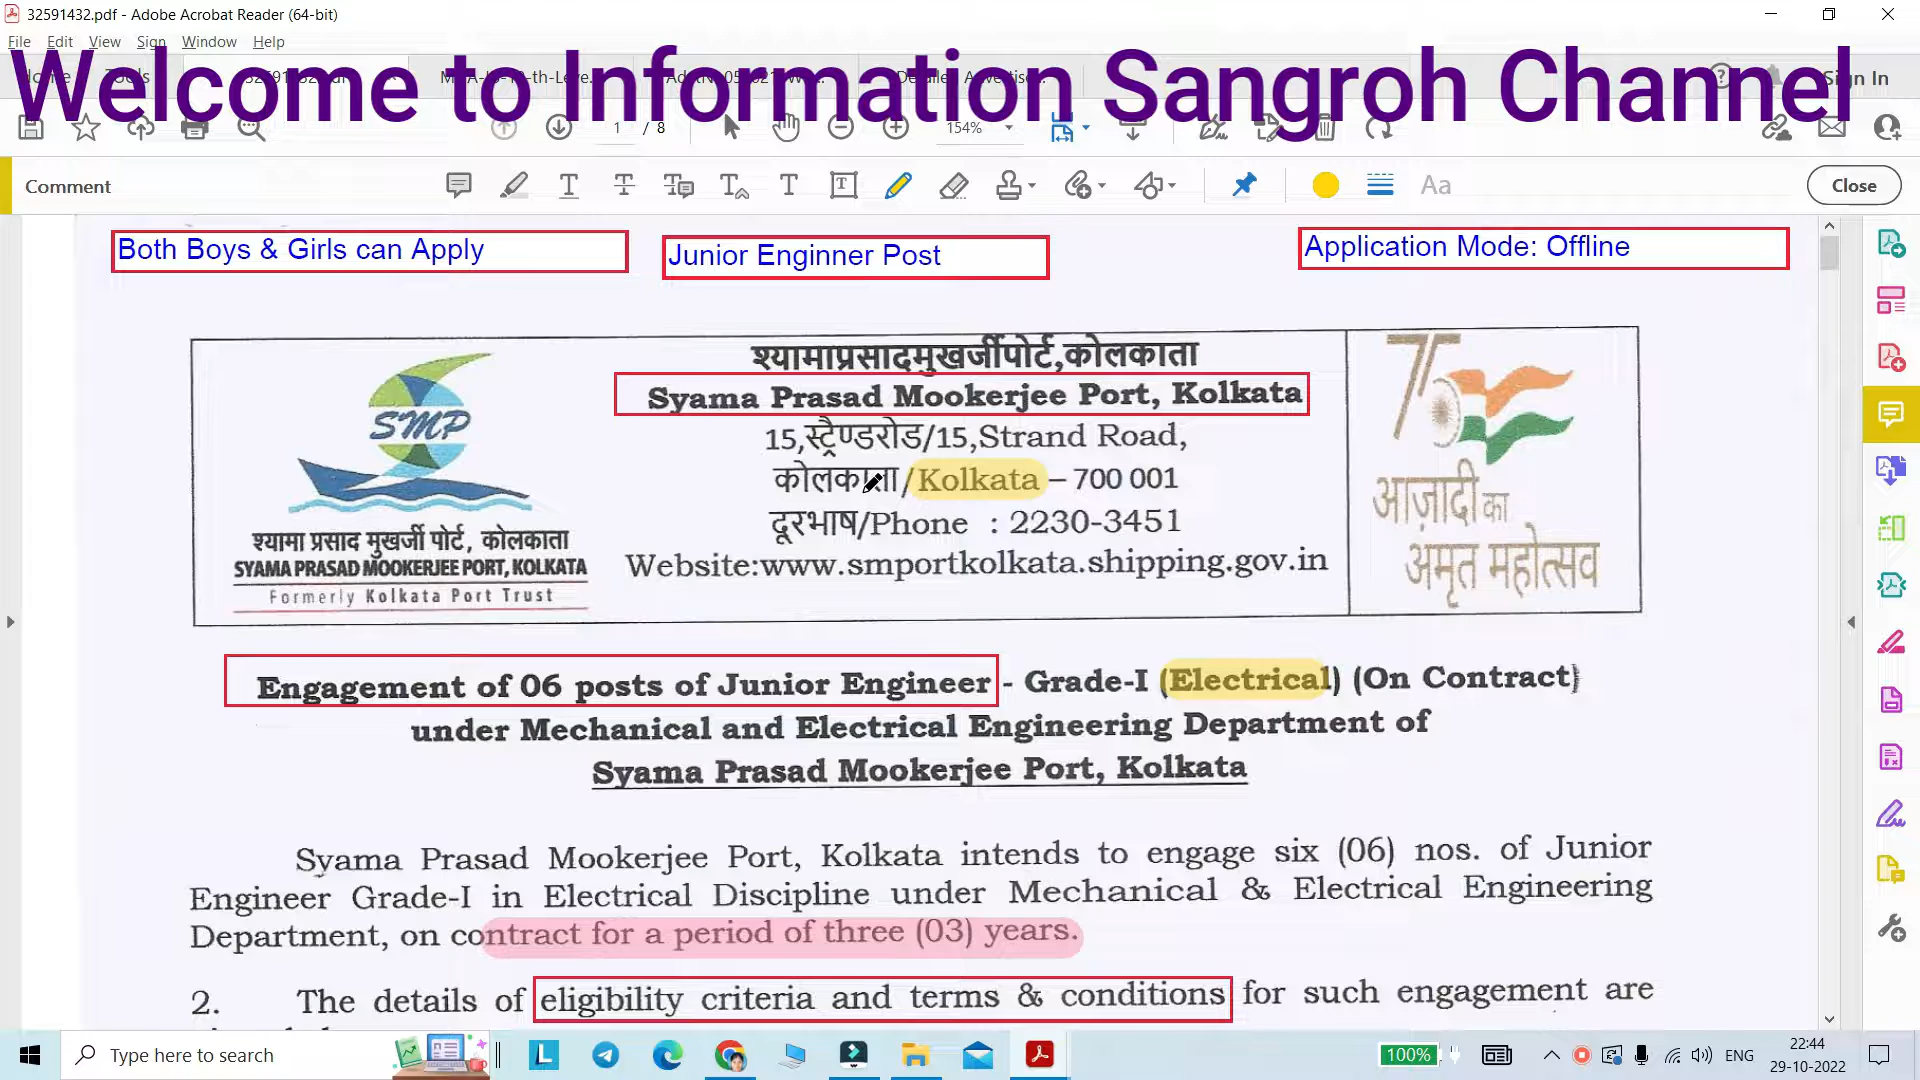 32591432.pdf - Adobe Acrobat Reader (64-bit)
File Edit View Sign Window Help
Welcome to Information Sangroh Channel
Sign In
1 / 8
154%
Comment
Close
Both Boys & Girls can Apply
Junior Enginner Post
Application Mode: Offline
श्यामाप्रसादमुखर्जीपोर्ट,कोलकाता
Syama Prasad Mookerjee Port, Kolkata
15,स्ट्रैण्डरोड/15,Strand Road,
कोलकाता/Kolkata – 700 001
दूरभाष/Phone : 2230-3451
Website:www.smportkolkata.shipping.gov.in
SMP
श्यामा प्रसाद मुखर्जी पोर्ट, कोलकाता
SYAMA PRASAD MOOKERJEE PORT, KOLKATA
Formerly Kolkata Port Trust
75
आज़ादी का
अमृत महोत्सव
Engagement of 06 posts of Junior Engineer - Grade-I (Electrical) (On Contract)
under Mechanical and Electrical Engineering Department of
Syama Prasad Mookerjee Port, Kolkata
Syama Prasad Mookerjee Port, Kolkata intends to engage six (06) nos. of Junior
Engineer Grade-I in Electrical Discipline under Mechanical & Electrical Engineering
Department, on contract for a period of three (03) years.
2. The details of eligibility criteria and terms & conditions for such engagement are
Type here to search
100%
ENG
22:44
29-10-2022